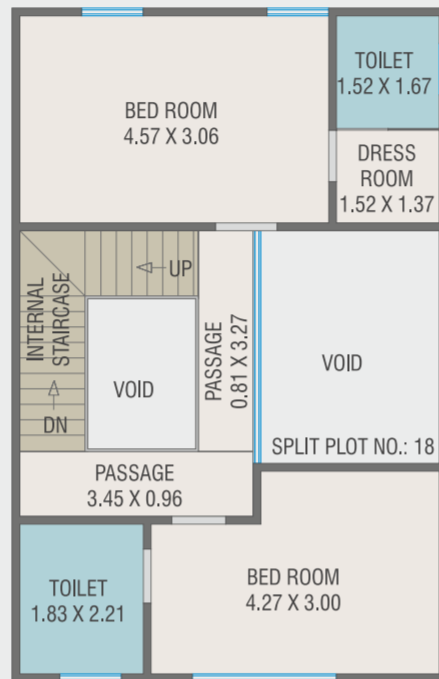 BED ROOM
4.57 X 3.06
TOILET
1.52 X 1.67
DRESS
ROOM
1.52 X 1.37
INTERNAL
STAIRCASE
UP
DN
VOID
PASSAGE
0.81 X 3.27
VOID
SPLIT PLOT NO.: 18
PASSAGE
3.45 X 0.96
TOILET
1.83 X 2.21
BED ROOM
4.27 X 3.00